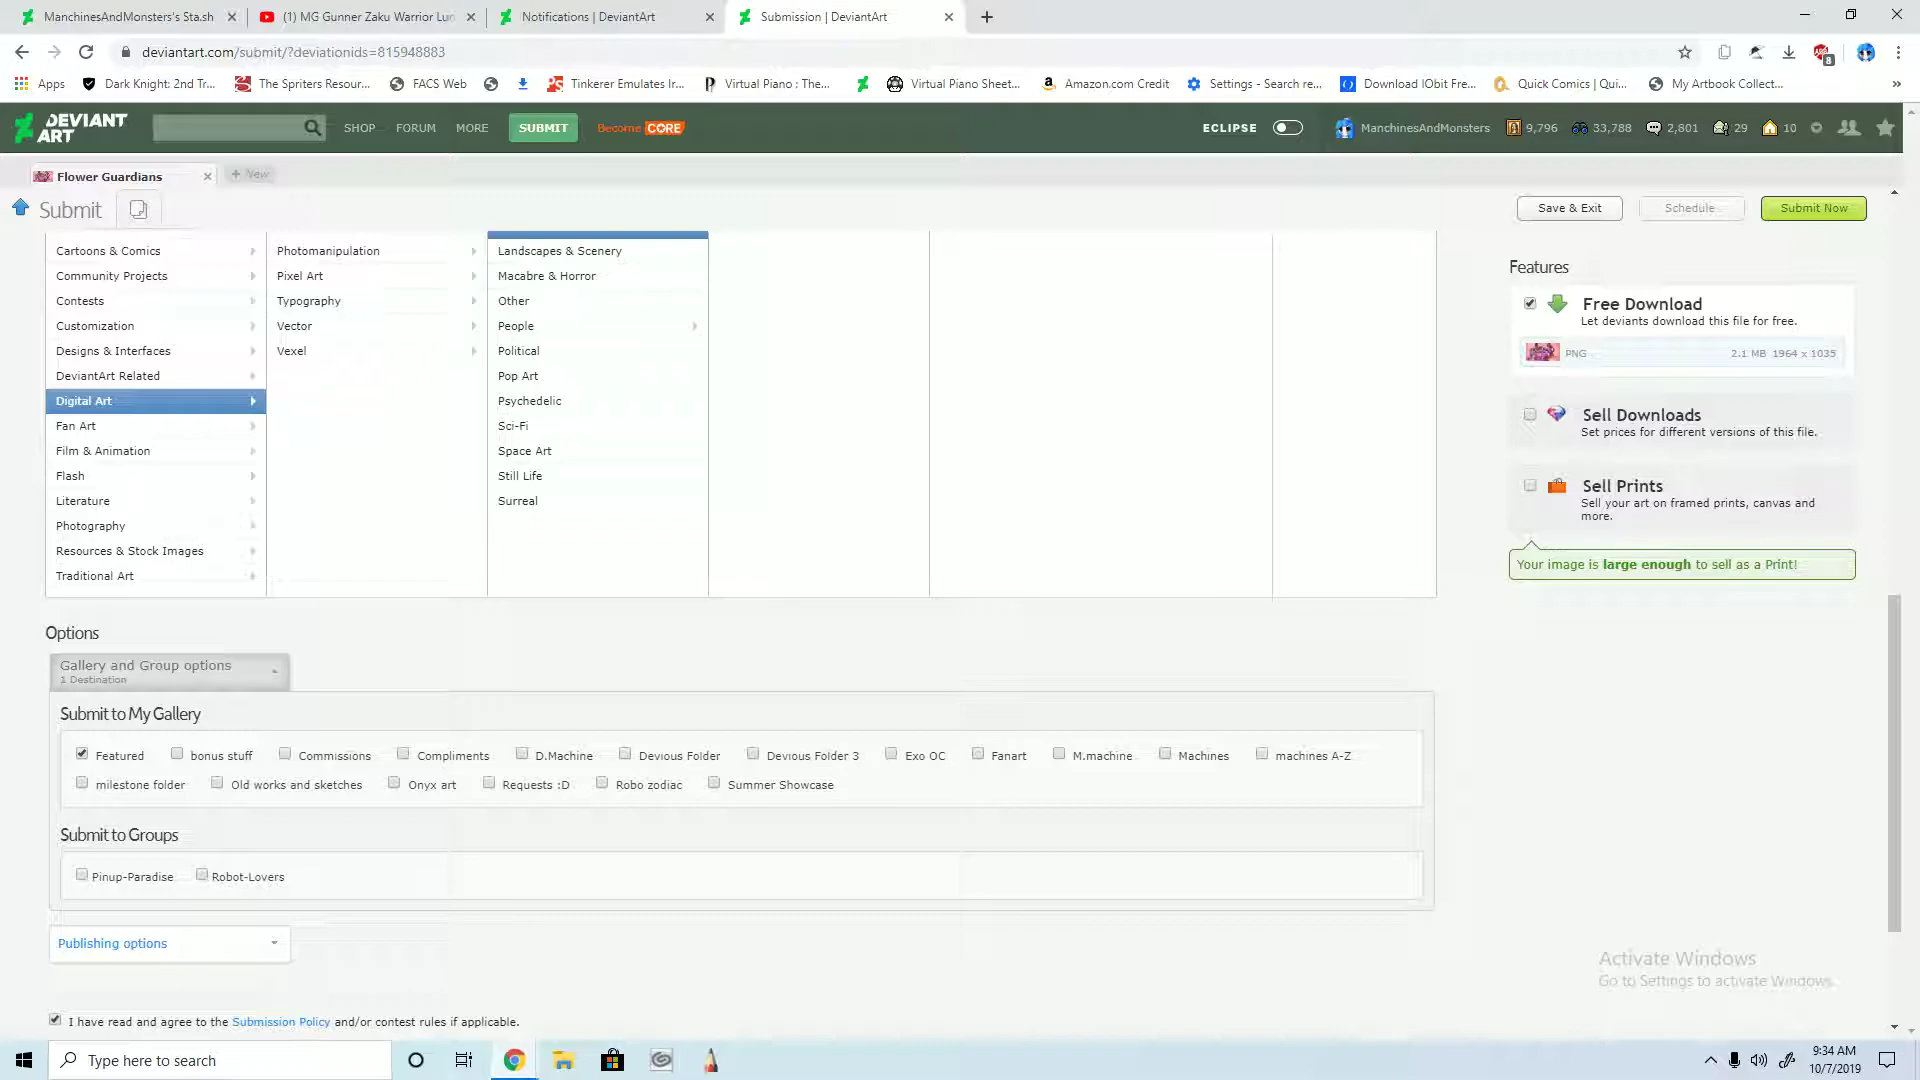 ManchinesAndMonsters's Sta.sh
(1) MG Gunner Zaku Warrior Lun
Notifications | DeviantArt
Submission | DeviantArt
deviantart.com/submit/?deviationids=815948883
8
Apps
Dark Knight: 2nd Tr...
The Spriters Resour...
FACS Web
Tinkerer Emulates Ir...
Virtual Piano : The...
Virtual Piano Sheet...
Amazon.com Credit
Settings - Search re...
Download IObit Fre...
Quick Comics | Qui...
My Artbook Collect...
»
DEVIANT
ART
SHOP
FORUM
MORE
SUBMIT
Become CORE
ECLIPSE
ManchinesAndMonsters
9,796
33,788
2,801
29
10
Flower Guardians
+ New
Submit
Save & Exit
Schedule
Submit Now
Cartoons & Comics
Community Projects
Contests
Customization
Designs & Interfaces
DeviantArt Related
Digital Art
Fan Art
Film & Animation
Flash
Literature
Photography
Resources & Stock Images
Traditional Art
Photomanipulation
Pixel Art
Typography
Vector
Vexel
Landscapes & Scenery
Macabre & Horror
Other
People
Political
Pop Art
Psychedelic
Sci-Fi
Space Art
Still Life
Surreal
Features
Free Download
Let deviants download this file for free.
PNG 2.1 MB 1964 x 1035
Sell Downloads
Set prices for different versions of this file.
Sell Prints
Sell your art on framed prints, canvas and
more.
Your image is large enough to sell as a Print!
Options
Gallery and Group options
1 Destination
Submit to My Gallery
Featured bonus stuff Commissions Compliments D.Machine Devious Folder Devious Folder 3 Exo OC Fanart M.machine Machines machines A-Z
milestone folder Old works and sketches Onyx art Requests :D Robo zodiac Summer Showcase
Submit to Groups
Pinup-Paradise Robot-Lovers
Publishing options
I have read and agree to the Submission Policy and/or contest rules if applicable.
Activate Windows
Go to Settings to activate Windows.
Type here to search
9:34 AM
10/7/2019